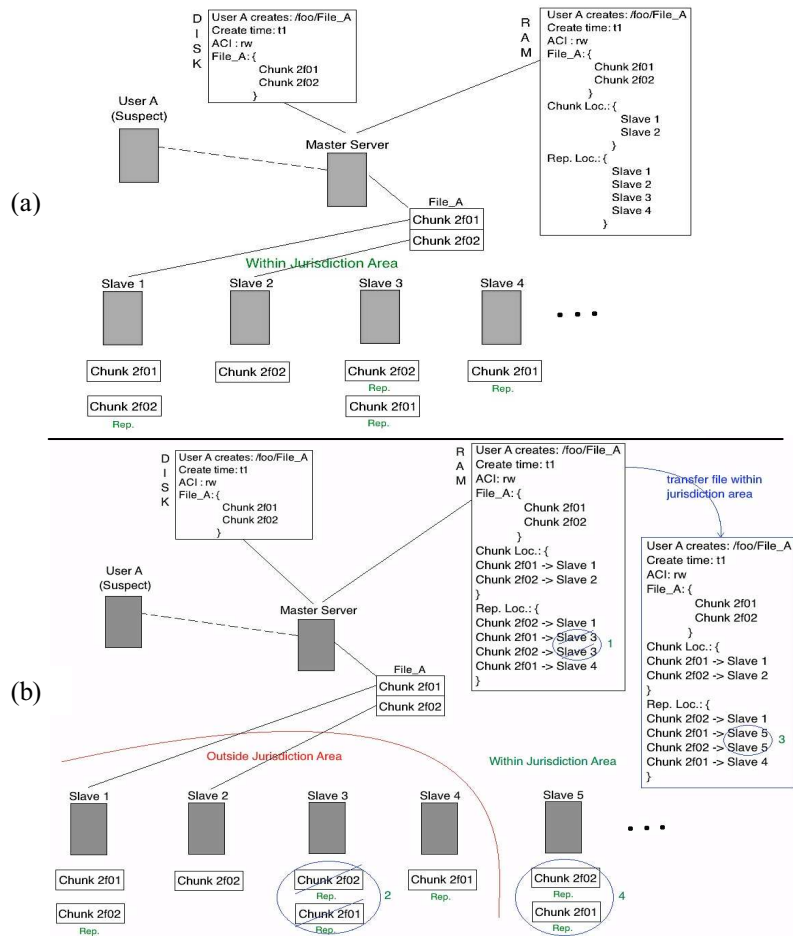 (a)
D
I
S
K
User A creates: /foo/File_A
Create time: t1
ACI : rw
File_A: {
Chunk 2f01
Chunk 2f02
}
R
A
M
User A creates: /foo/File_A
Create time: t1
ACI : rw
File_A: {
Chunk 2f01
Chunk 2f02
}
Chunk Loc.: {
Slave 1
Slave 2
}
Rep. Loc.: {
Slave 1
Slave 2
Slave 3
Slave 4
}
User A
(Suspect)
Master Server
File_A
Chunk 2f01
Chunk 2f02
Within Jurisdiction Area
Slave 1
Slave 2
Slave 3
Slave 4
. . .
Chunk 2f01
Chunk 2f02
Chunk 2f02
Rep.
Chunk 2f01
Rep.
Chunk 2f02
Rep.
Chunk 2f01
Rep.
(b)
D
I
S
K
User A creates: /foo/File_A
Create time: t1
ACI : rw
File_A: {
Chunk 2f01
Chunk 2f02
}
R
A
M
User A creates: /foo/File_A
Create time: t1
ACI : rw
File_A: {
Chunk 2f01
Chunk 2f02
}
Chunk Loc.: {
Chunk 2f01 -> Slave 1
Chunk 2f02 -> Slave 2
}
Rep. Loc.: {
Chunk 2f02 -> Slave 1
Chunk 2f01 -> Slave 3
Chunk 2f02 -> Slave 3
Chunk 2f01 -> Slave 4
}
1
transfer file within
jurisdiction area
User A creates: /foo/File_A
Create time: t1
ACI: rw
File_A: {
Chunk 2f01
Chunk 2f02
}
Chunk Loc.: {
Chunk 2f01 -> Slave 1
Chunk 2f02 -> Slave 2
}
Rep. Loc.: {
Chunk 2f02 -> Slave 1
Chunk 2f01 -> Slave 5
Chunk 2f02 -> Slave 5
Chunk 2f01 -> Slave 4
}
3
User A
(Suspect)
Master Server
File_A
Chunk 2f01
Chunk 2f02
Outside Jurisdiction Area
Within Jurisdiction Area
Slave 1
Slave 2
Slave 3
Slave 4
Slave 5
. . .
Chunk 2f01
Chunk 2f02
Rep.
Chunk 2f02
Chunk 2f02
Rep.
Chunk 2f01
Rep.
2
Chunk 2f01
Rep.
Chunk 2f02
Rep.
Chunk 2f01
Rep.
4